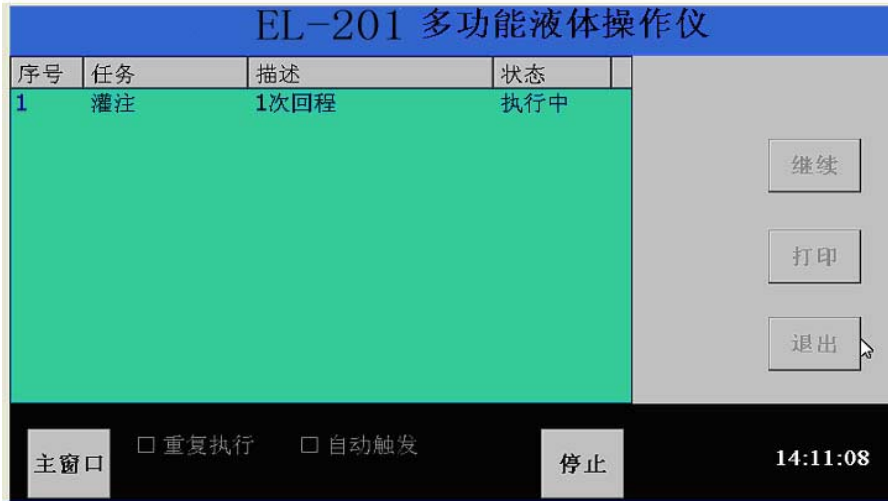 EL-201 多功能液体操作仪
序号 任务 描述 状态
1 灌注 1次回程 执行中
继续
打印
退出
主窗口 重复执行 自动触发 停止 14:11:08